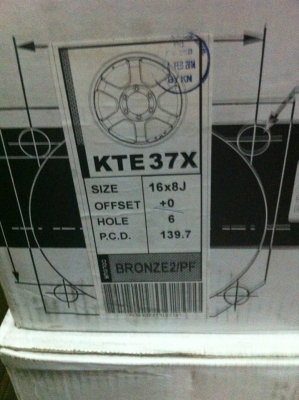 KTE37X
SIZE 16x8J
OFFSET +0
HOLE 6
P.C.D. 139.7
BRONZE2/PF